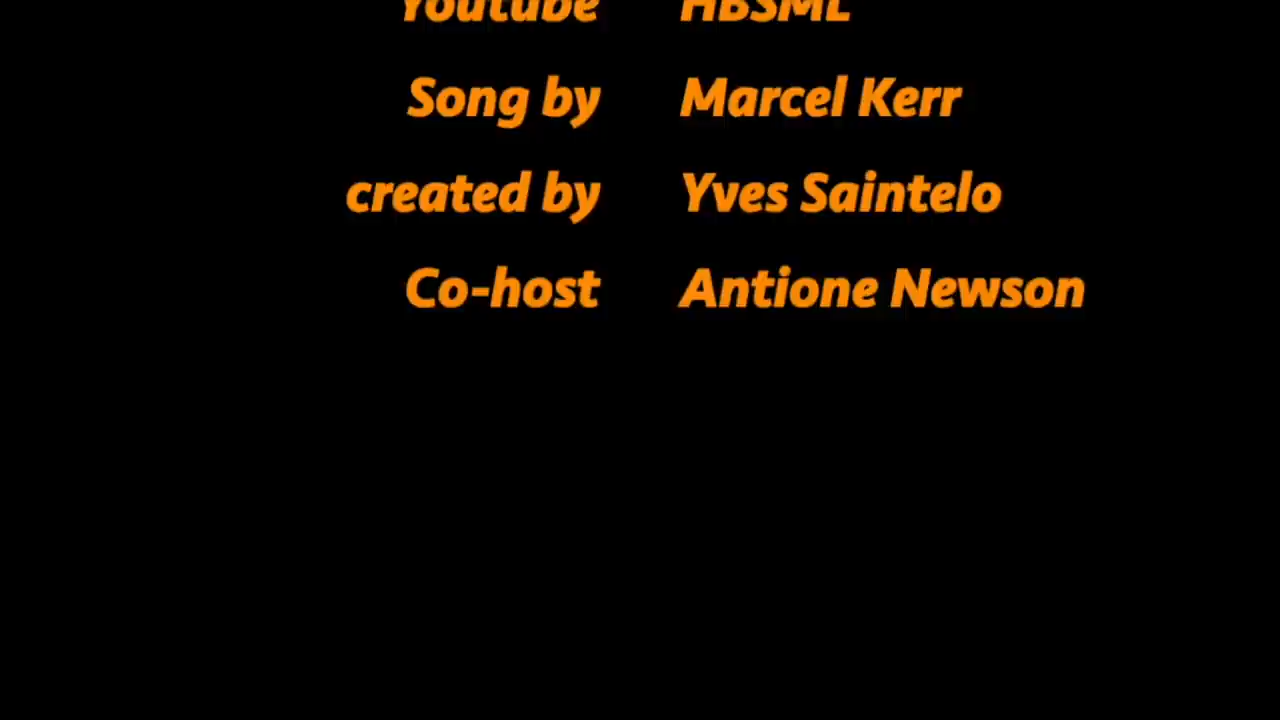 Youtube HBSML
Song by Marcel Kerr
created by Yves Saintelo
Co-host Antione Newson